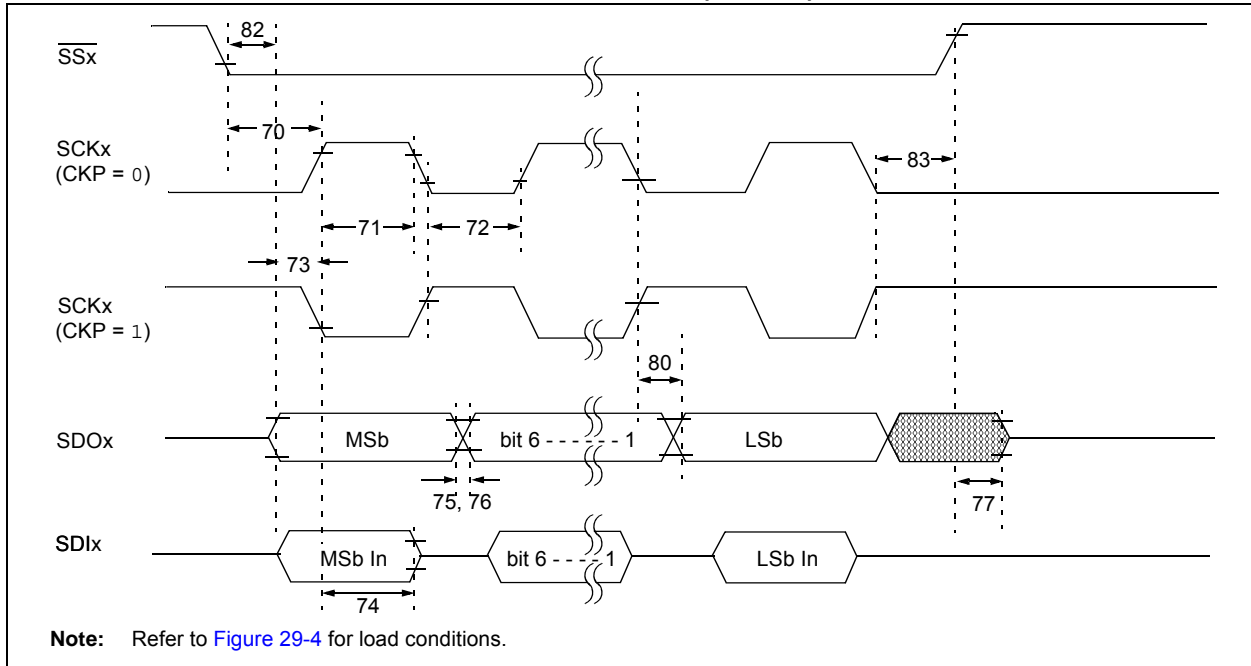 82
SSx
70
SCKx
(CKP = 0)
83
71
72
73
SCKx
(CKP = 1)
80
SDOx
MSb
bit 6 - - - - - - 1
LSb
75, 76
77
SDIx
MSb In
bit 6 - - - - 1
LSb In
74
Note: Refer to Figure 29-4 for load conditions.